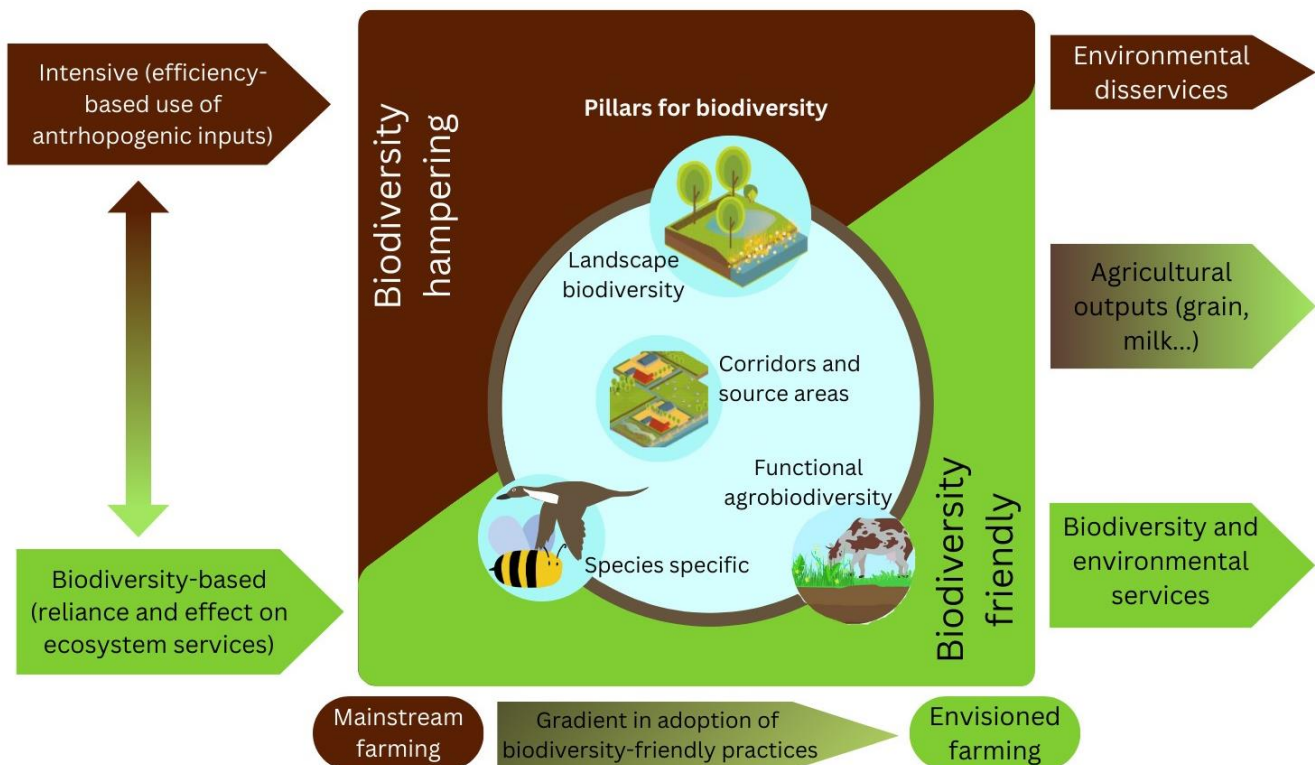 Intensive (efficiency-
based use of
antrhopogenic inputs)
Biodiversity-based
(reliance and effect on
ecosystem services)
Biodiversity
hampering
Pillars for biodiversity
Landscape
biodiversity
Corridors and
source areas
Functional
agrobiodiversity
Species specific
Biodiversity
friendly
Environmental
disservices
Agricultural
outputs (grain,
milk...)
Biodiversity and
environmental
services
Mainstream
farming
Gradient in adoption of
biodiversity-friendly practices
Envisioned
farming